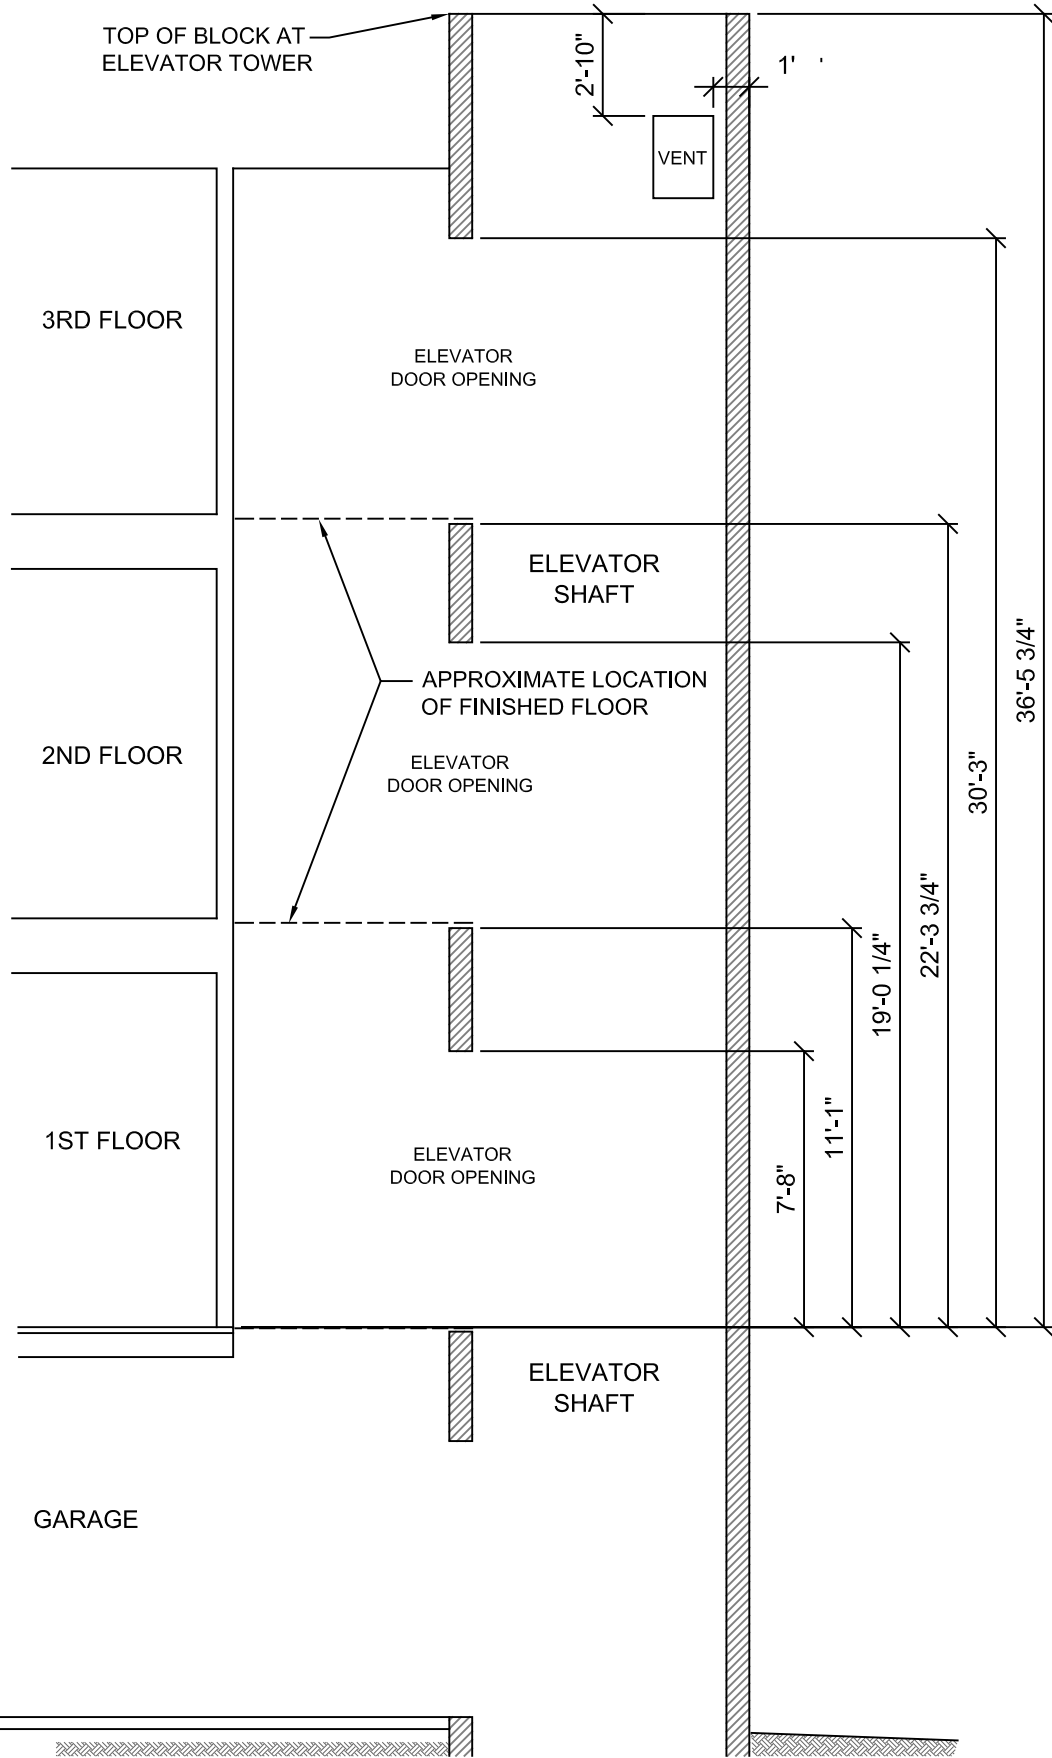 TOP OF BLOCK AT
ELEVATOR TOWER
2'-10"
1'
VENT
3RD FLOOR
ELEVATOR
DOOR OPENING
ELEVATOR
SHAFT
APPROXIMATE LOCATION
OF FINISHED FLOOR
36'-5 3/4"
2ND FLOOR
ELEVATOR
DOOR OPENING
30'-3"
22'-3 3/4"
19'-0 1/4"
1ST FLOOR
ELEVATOR
DOOR OPENING
11'-1"
7'-8"
ELEVATOR
SHAFT
GARAGE